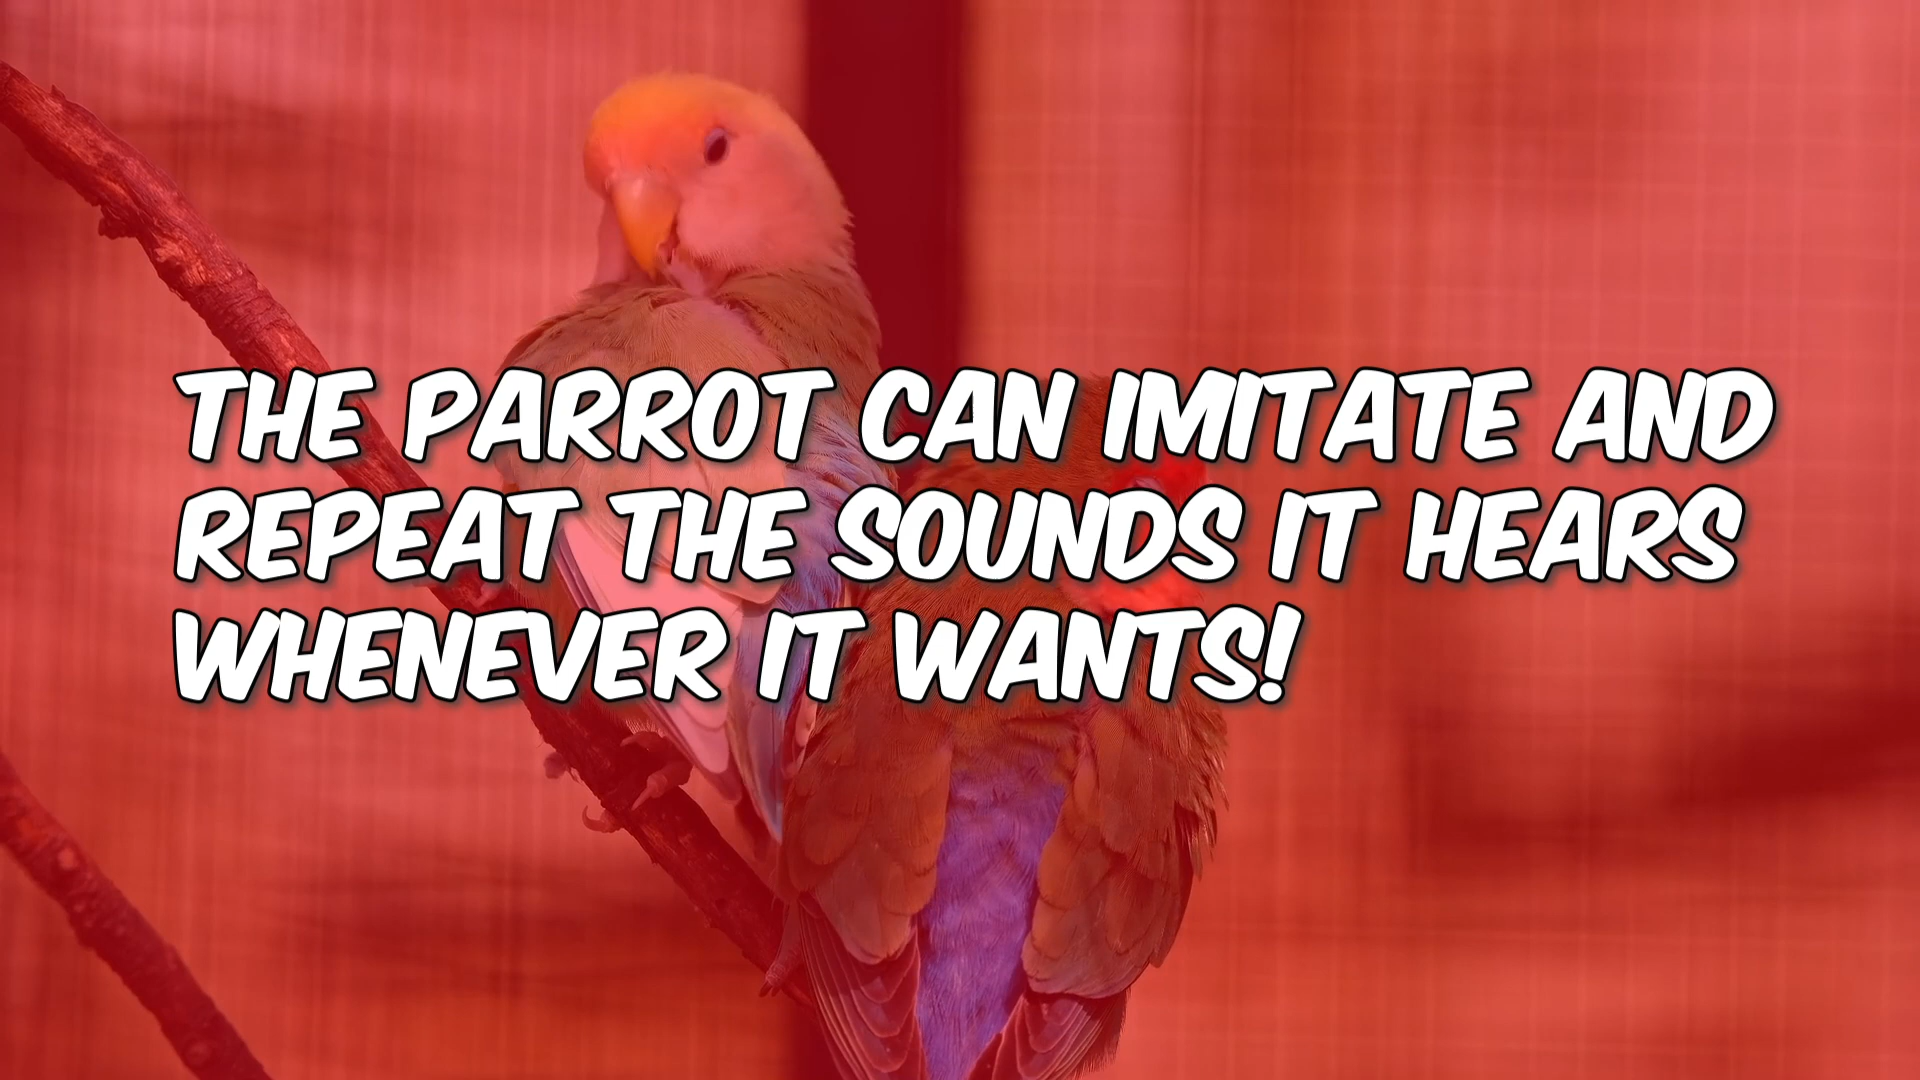 THE PARROT CAN IMITATE AND
REPEAT THE SOUNDS IT HEARS
WHENEVER IT WANTS!